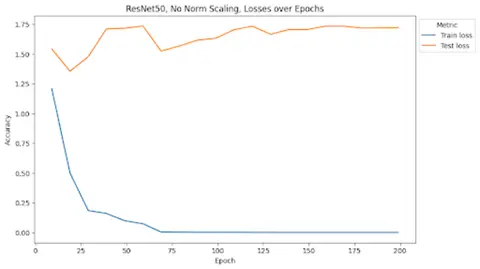 ResNet50, No Norm Scaling, Losses over Epochs
Metric
Train loss
Test loss
1.75
1.50
1.25
1.00
0.75
0.50
0.25
0.00
Accuracy
0
25
50
75
100
125
150
175
200
Epoch